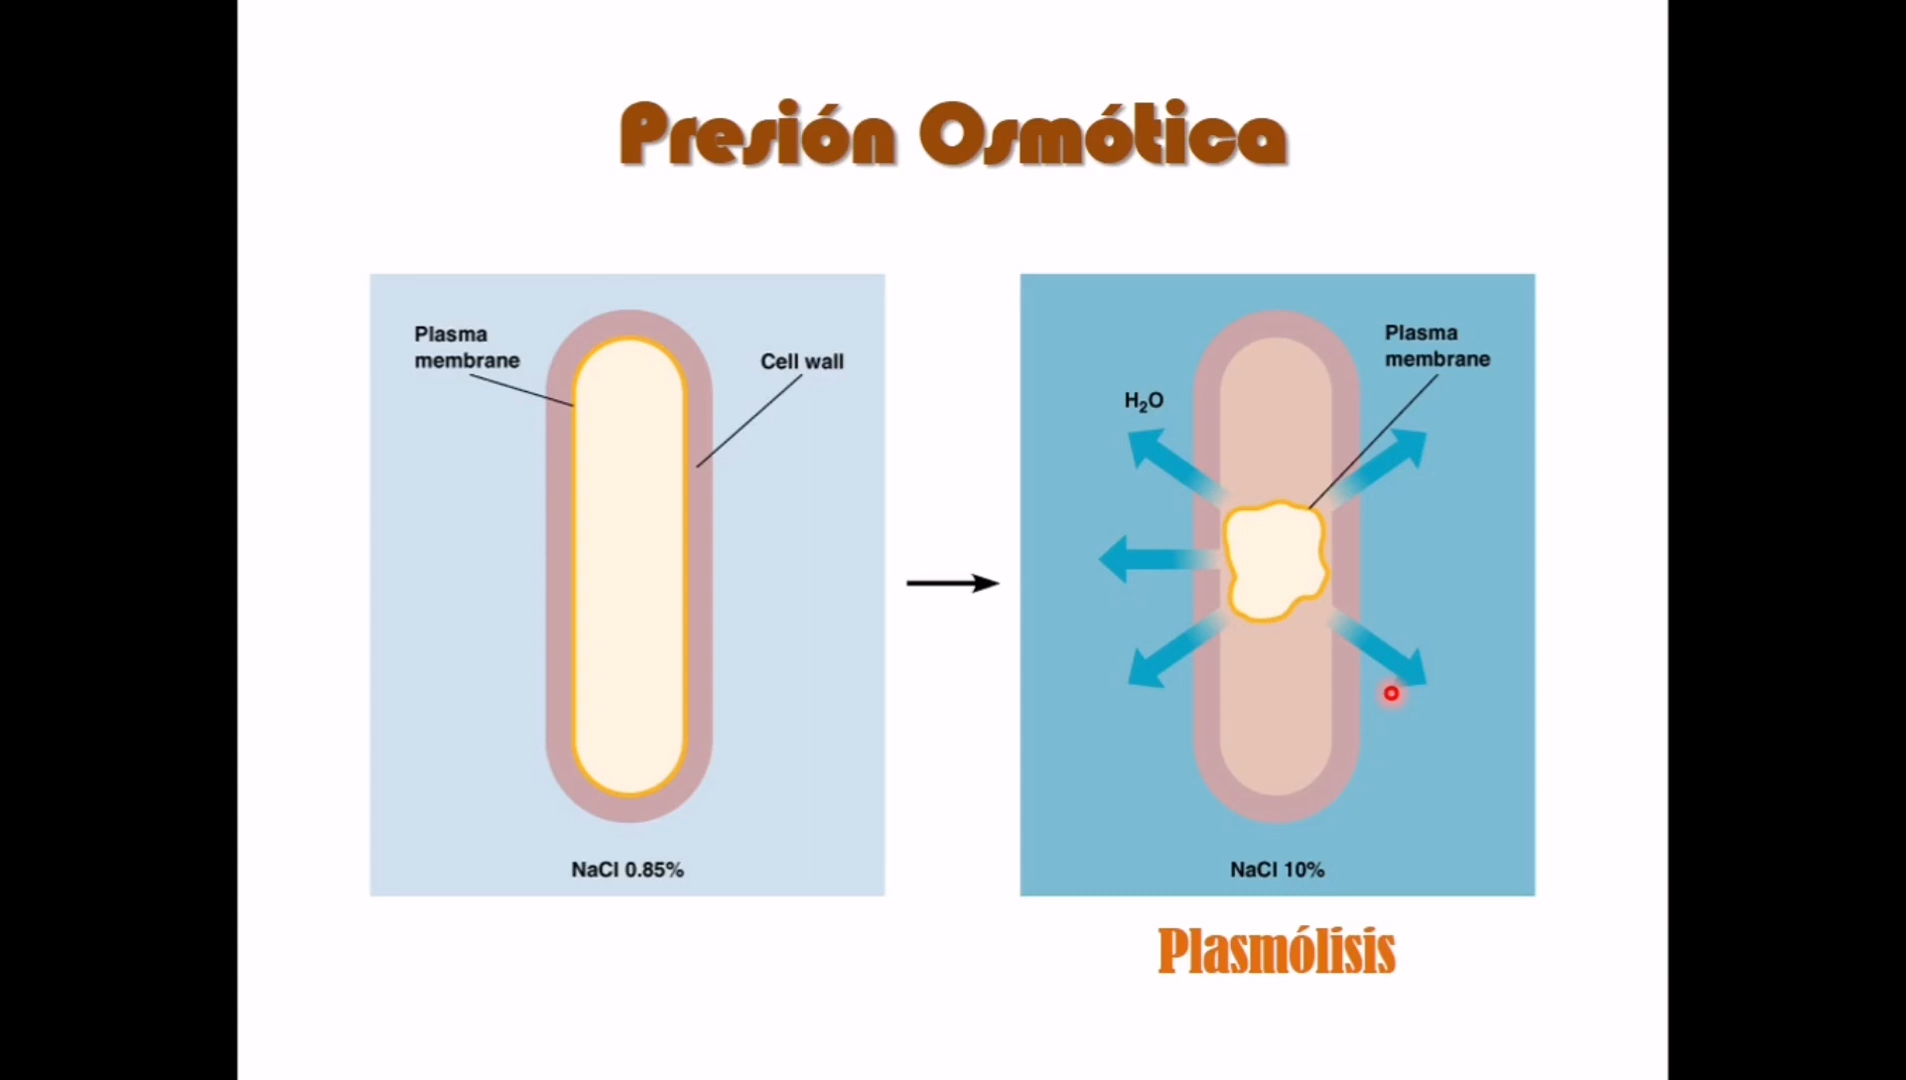 Presión Osmótica
Plasma
membrane
Cell wall
NaCl 0.85%
H₂O
Plasma
membrane
NaCl 10%
Plasmólisis